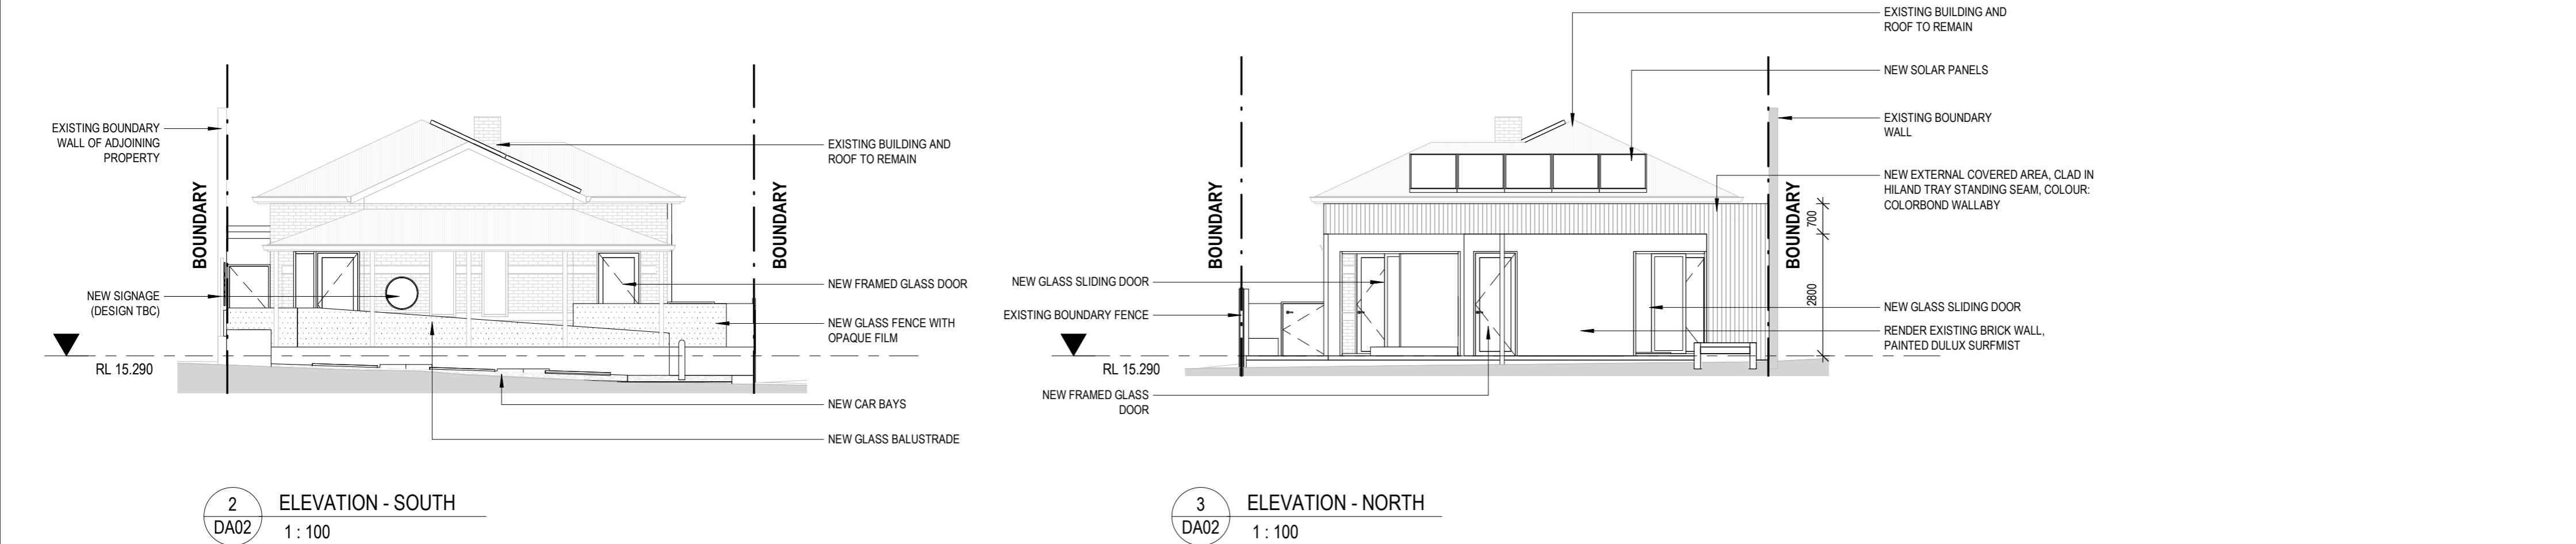 EXISTING BOUNDARY
WALL OF ADJOINING
PROPERTY
BOUNDARY
NEW SIGNAGE
(DESIGN TBC)
RL 15.290
BOUNDARY
EXISTING BUILDING AND
ROOF TO REMAIN
NEW FRAMED GLASS DOOR
NEW GLASS FENCE WITH
OPAQUE FILM
NEW CAR BAYS
NEW GLASS BALUSTRADE
2
DA02
ELEVATION - SOUTH
1 : 100
BOUNDARY
NEW GLASS SLIDING DOOR
EXISTING BOUNDARY FENCE
RL 15.290
NEW FRAMED GLASS
DOOR
EXISTING BUILDING AND
ROOF TO REMAIN
NEW SOLAR PANELS
EXISTING BOUNDARY
WALL
NEW EXTERNAL COVERED AREA, CLAD IN
HILAND TRAY STANDING SEAM, COLOUR:
COLORBOND WALLABY
BOUNDARY
700
2800
NEW GLASS SLIDING DOOR
RENDER EXISTING BRICK WALL,
PAINTED DULUX SURFMIST
3
DA02
ELEVATION - NORTH
1 : 100